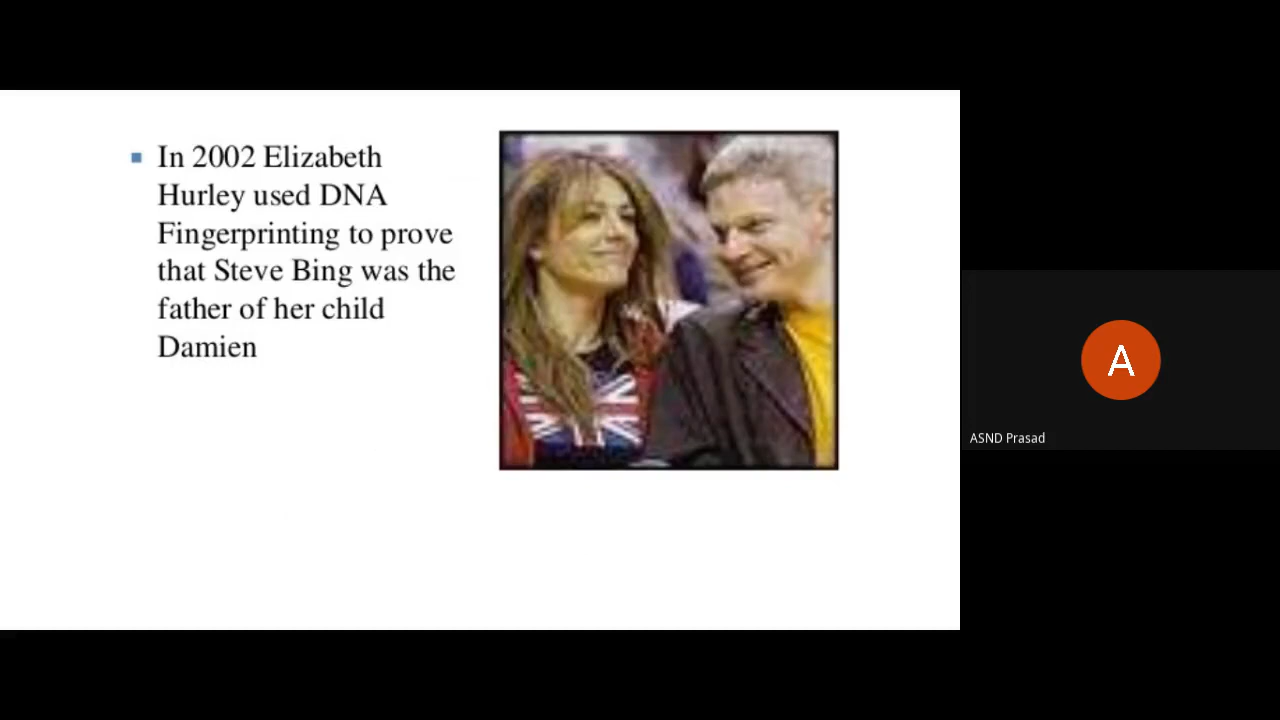 In 2002 Elizabeth
Hurley used DNA
Fingerprinting to prove
that Steve Bing was the
father of her child
Damien
A
ASND Prasad